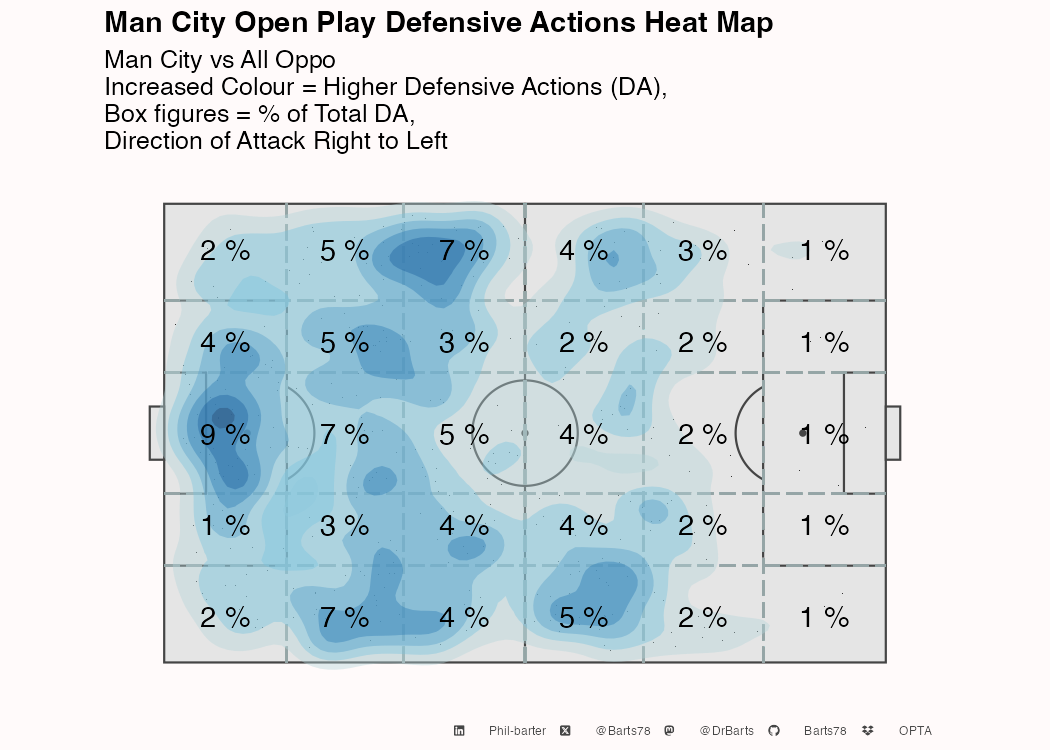 Man City Open Play Defensive Actions Heat Map
Man City vs All Oppo
Increased Colour = Higher Defensive Actions (DA),
Box figures = % of Total DA,
Direction of Attack Right to Left
2 % 5 % 7 % 4 % 3 % 1 %
4 % 5 % 3 % 2 % 2 % 1 %
9 % 7 % 5 % 4 % 2 % 1 %
1 % 3 % 4 % 4 % 2 % 1 %
2 % 7 % 4 % 5 % 2 % 1 %
Phil-barter @Barts78 @DrBarts Barts78 OPTA